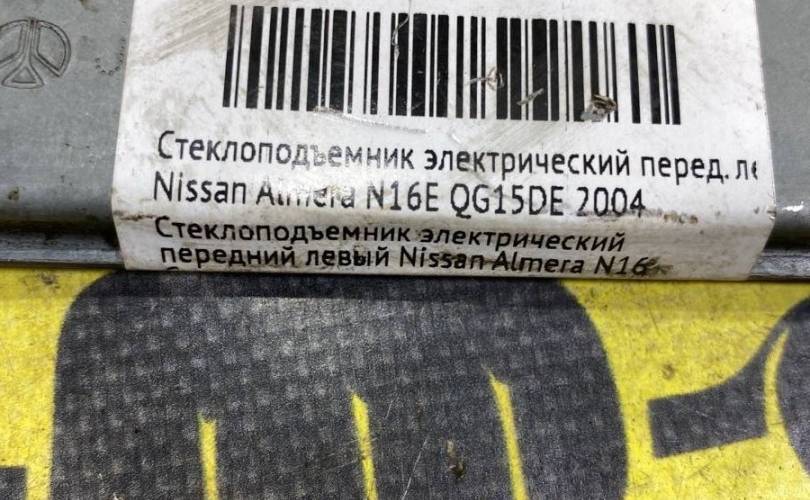 Стеклоподъемник электрический перед. ле
Nissan Almera N16E QG15DE 2004
Стеклоподъемник электрический
передний левый Nissan Almera N16